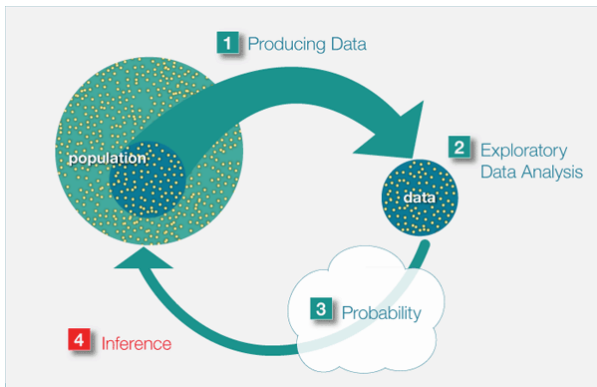 1 Producing Data
population
2 Exploratory
Data Analysis
data
3 Probability
4 Inference